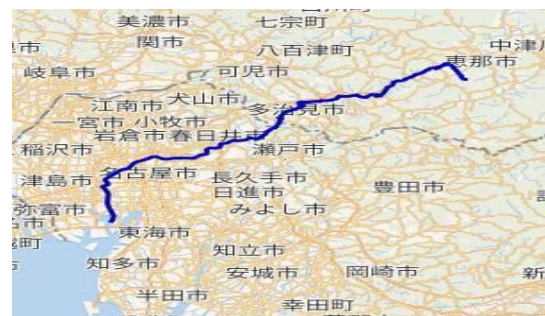 美濃市
七宗町
関市
八百津町
中津川
恵那市
岐阜市
可児市
犬山市
江南市
多治見市
一宮市
小牧市
岩倉市
春日井市
稲沢市
瀬戸市
津島市
名古屋市
長久手市
豊田市
日進市
弥富市
みよし市
東海市
知立市
知多市
安城市
岡崎市
新
半田市
幸田町